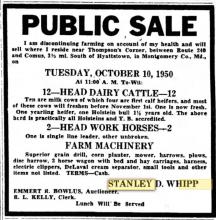 PUBLIC SALE
I am discontinuing farming on account of my health and will
sell where I reside near Thompson's Corner, between Route 240
and Comus, 1½ mi. South of Hyattstown, in Montgomery Co., Md.,
on
TUESDAY, OCTOBER 10, 1950
At 11:00 A. M. To-Wit:
12—HEAD DAIRY CATTLE—12
Ten are milk cows of which four are first calf heifers, and most
of these cows will freshen before November 1st. One is now fresh.
One yearling heifer, one Holstein bull 1½ years old. The above
herd is practically all Holsteins and T. B. accredited.
2—HEAD WORK HORSES—2
One is single line leader, other unbroken.
FARM MACHINERY
Superior grain drill, corn planter, mower, harrows, plows,
disc harrow, 2 horse wagon with bed and hay carriages, harness,
electric clippers, DeLaval cream separator, small tools and
other items not listed. TERMS—Cash.
STANLEY D. WHIPP
EMMERT R. BOWLUS, Auctioneer.
R. L. KELLY, Clerk.
Lunch Will Be Served